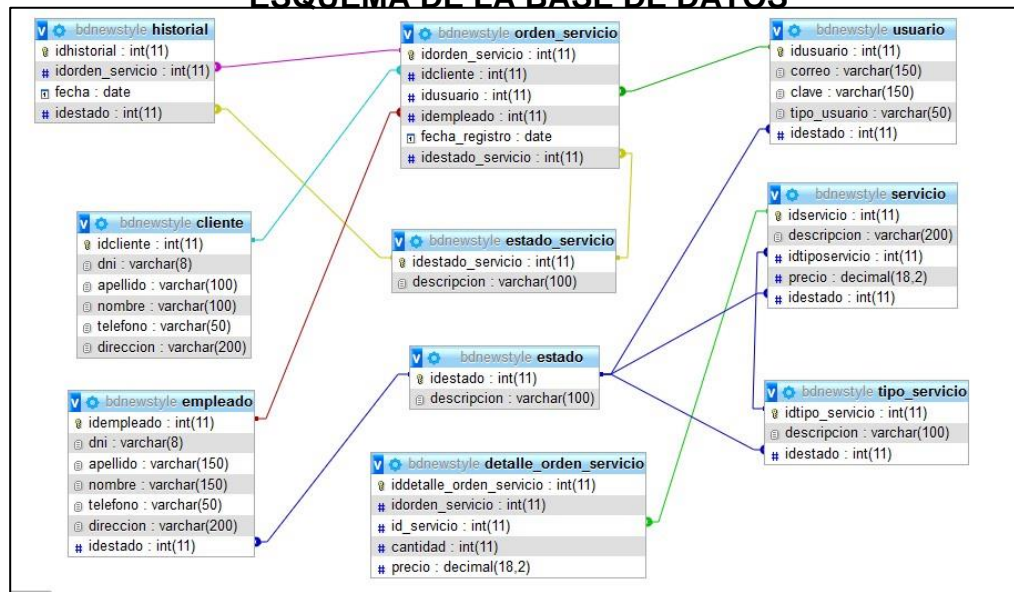 ESQUEMA DE LA BASE DE DATOS
bdnewstyle historial
idhistorial : int(11)
idorden_servicio : int(11)
fecha : date
idestado : int(11)
bdnewstyle orden_servicio
idorden_servicio : int(11)
idcliente : int(11)
idusuario : int(11)
idempleado : int(11)
fecha_registro : date
idestado_servicio : int(11)
bdnewstyle usuario
idusuario : int(11)
correo : varchar(150)
clave : varchar(150)
tipo_usuario : varchar(50)
idestado : int(11)
bdnewstyle cliente
idcliente : int(11)
dni : varchar(8)
apellido : varchar(100)
nombre : varchar(100)
telefono : varchar(50)
direccion : varchar(200)
bdnewstyle estado_servicio
idestado_servicio : int(11)
descripcion : varchar(100)
bdnewstyle servicio
idservicio : int(11)
descripcion : varchar(200)
idtiposervicio : int(11)
precio : decimal(18,2)
idestado : int(11)
bdnewstyle empleado
idempleado : int(11)
dni : varchar(8)
apellido : varchar(150)
nombre : varchar(150)
telefono : varchar(50)
direccion : varchar(200)
idestado : int(11)
bdnewstyle estado
idestado : int(11)
descripcion : varchar(100)
bdnewstyle tipo_servicio
idtipo_servicio : int(11)
descripcion : varchar(100)
idestado : int(11)
bdnewstyle detalle_orden_servicio
iddetalle_orden_servicio : int(11)
idorden_servicio : int(11)
id_servicio : int(11)
cantidad : int(11)
precio : decimal(18,2)